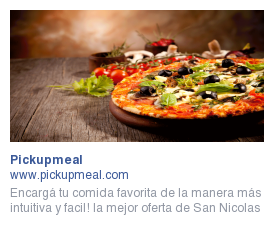 Pickupmeal
www.pickupmeal.com
Encargá tu comida favorita de la manera más
intuitiva y facil! la mejor oferta de San Nicolas